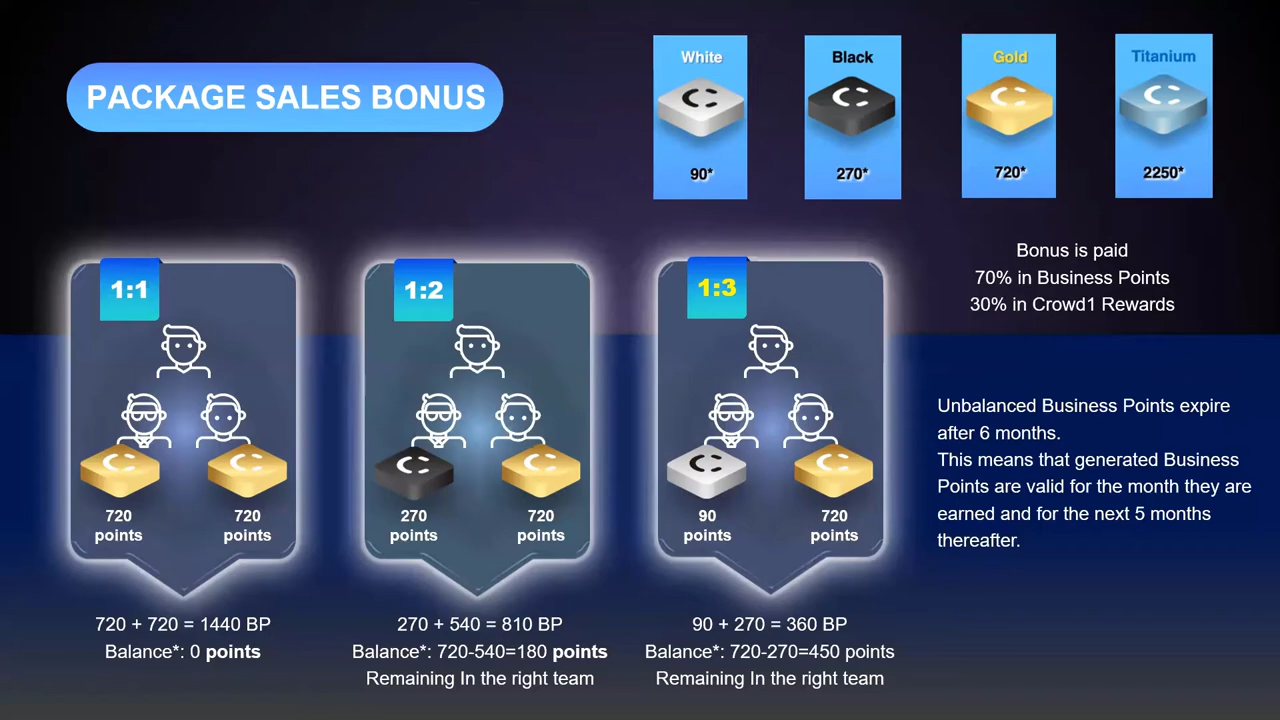 PACKAGE SALES BONUS
White
90*
Black
270*
Gold
720*
Titanium
2250*
Bonus is paid
70% in Business Points
30% in Crowd1 Rewards
1:1
720
points
720
points
720 + 720 = 1440 BP
Balance*: 0 points
1:2
270
points
720
points
270 + 540 = 810 BP
Balance*: 720-540=180 points
Remaining In the right team
1:3
90
points
720
points
90 + 270 = 360 BP
Balance*: 720-270=450 points
Remaining In the right team
Unbalanced Business Points expire
after 6 months.
This means that generated Business
Points are valid for the month they are
earned and for the next 5 months
thereafter.